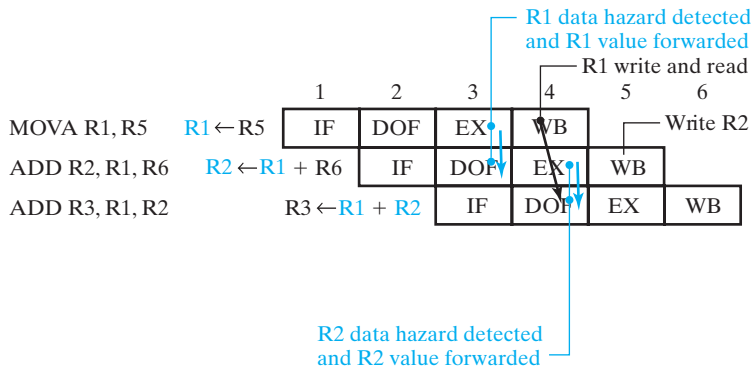 R1 data hazard detected
and R1 value forwarded
R1 write and read
1 2 3 4 5 6
MOVA R1, R5 R1 ← R5 IF DOF EX WB Write R2
ADD R2, R1, R6 R2 ← R1 + R6 IF DOF EX WB
ADD R3, R1, R2 R3 ← R1 + R2 IF DOF EX WB
R2 data hazard detected
and R2 value forwarded